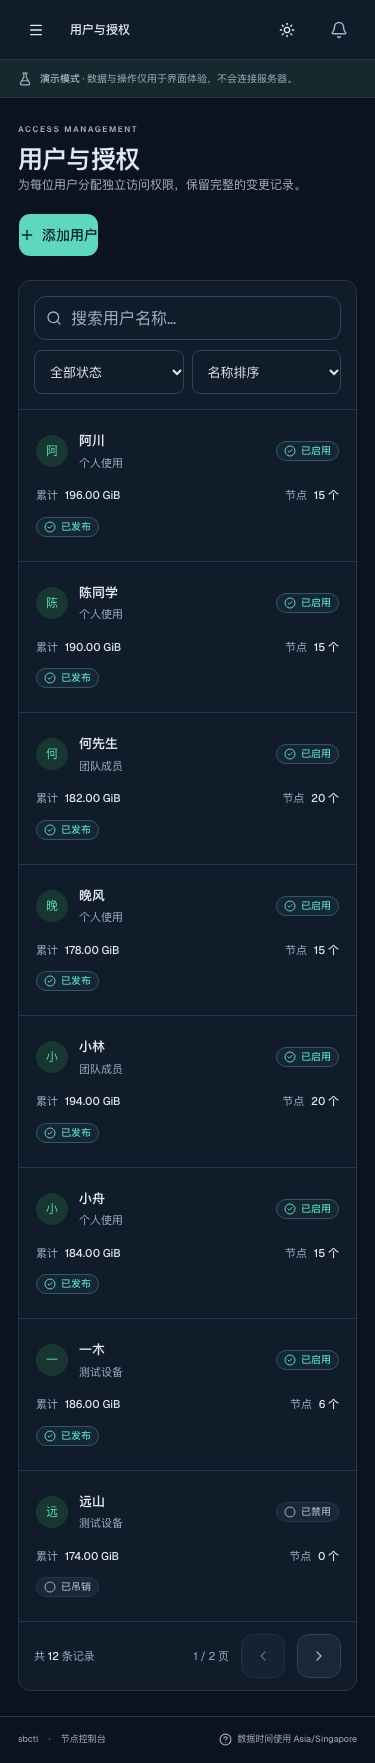 用户与授权
演示模式 · 数据与操作仅用于界面体验，不会连接服务器。
ACCESS MANAGEMENT
用户与授权
为每位用户分配独立访问权限，保留完整的变更记录。
+ 添加用户
搜索用户名称...
全部状态 名称排序
阿 阿川 已启用
个人使用
累计 196.00 GiB 节点 15 个
已发布
陈 陈同学 已启用
个人使用
累计 190.00 GiB 节点 15 个
已发布
何 何先生 已启用
团队成员
累计 182.00 GiB 节点 20 个
已发布
晚 晚风 已启用
个人使用
累计 178.00 GiB 节点 15 个
已发布
小 小林 已启用
团队成员
累计 194.00 GiB 节点 20 个
已发布
小 小舟 已启用
个人使用
累计 184.00 GiB 节点 15 个
已发布
一 一木 已启用
测试设备
累计 186.00 GiB 节点 6 个
已发布
远 远山 已禁用
测试设备
累计 174.00 GiB 节点 0 个
已吊销
共 12 条记录 1 / 2 页
sbctl · 节点控制台 数据时间使用 Asia/Singapore